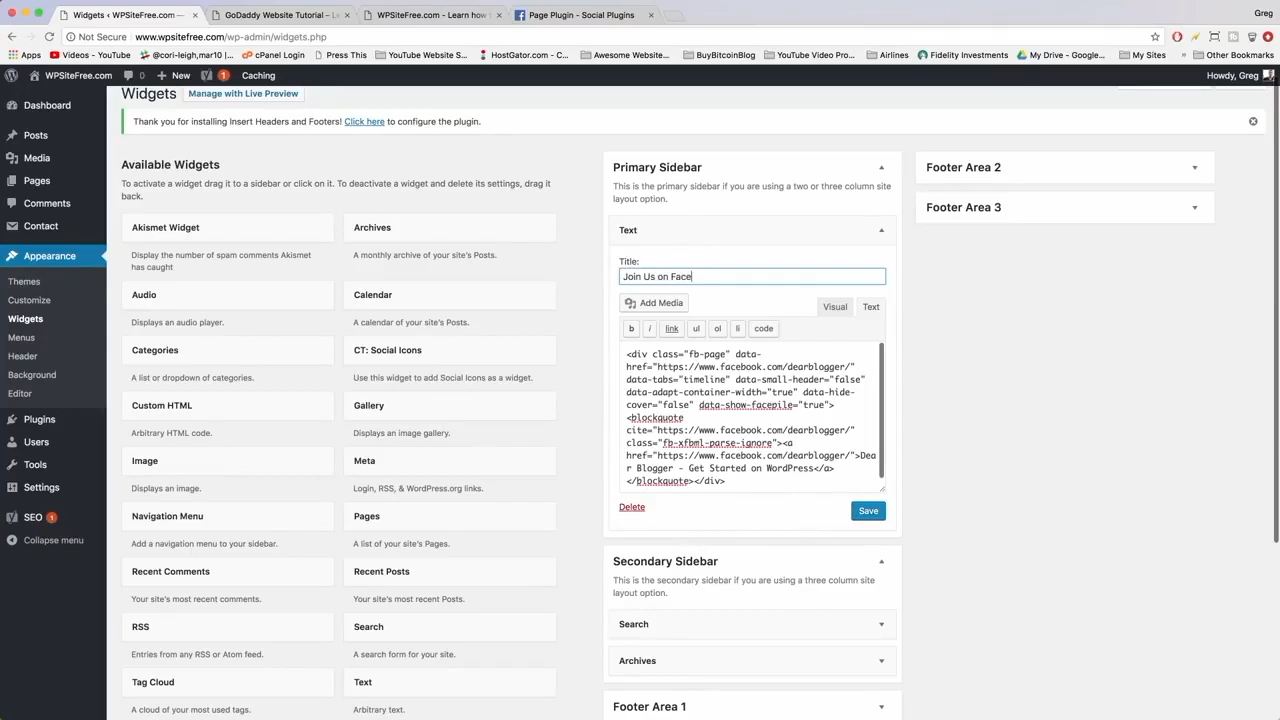 Widgets ‹ WPSiteFree.com —
GoDaddy Website Tutorial – L
WPSiteFree.com - Learn how t
Page Plugin - Social Plugins
Greg
Not Secure
www.wpsitefree.com/wp-admin/widgets.php
Apps
Videos - YouTube
@cori-leigh,mar10 |
cPanel Login
Press This
YouTube Website S...
HostGator.com - C...
Awesome Website...
BuyBitcoinBlog
YouTube Video Pro...
Airlines
Fidelity Investments
My Drive - Google...
My Sites
Other Bookmarks
WPSiteFree.com
0
New
1
Caching
Howdy, Greg
Dashboard
Posts
Media
Pages
Comments
Contact
Appearance
Themes
Customize
Widgets
Menus
Header
Background
Editor
Plugins
Users
Tools
Settings
SEO 1
Collapse menu
Widgets
Manage with Live Preview
Thank you for installing Insert Headers and Footers! Click here to configure the plugin.
Available Widgets
To activate a widget drag it to a sidebar or click on it. To deactivate a widget and delete its settings, drag it
back.
Akismet Widget
Display the number of spam comments Akismet
has caught
Archives
A monthly archive of your site's Posts.
Audio
Displays an audio player.
Calendar
A calendar of your site's Posts.
Categories
A list or dropdown of categories.
CT: Social Icons
Use this widget to add Social Icons as a widget.
Custom HTML
Arbitrary HTML code.
Gallery
Displays an image gallery.
Image
Displays an image.
Meta
Login, RSS, & WordPress.org links.
Navigation Menu
Add a navigation menu to your sidebar.
Pages
A list of your site's Pages.
Recent Comments
Your site's most recent comments.
Recent Posts
Your site's most recent Posts.
RSS
Entries from any RSS or Atom feed.
Search
A search form for your site.
Tag Cloud
A cloud of your most used tags.
Text
Arbitrary text.
Primary Sidebar
This is the primary sidebar if you are using a two or three column site
layout option.
Text
Title:
Join Us on Face
Add Media
Visual
Text
b
i
link
ul
ol
li
code
<div class="fb-page" data-
href="https://www.facebook.com/dearblogger/"
data-tabs="timeline" data-small-header="false"
data-adapt-container-width="true" data-hide-
cover="false" data-show-facepile="true">
<blockquote
cite="https://www.facebook.com/dearblogger/"
class="fb-xfbml-parse-ignore"><a
href="https://www.facebook.com/dearblogger/">Dea
r Blogger - Get Started on WordPress</a>
</blockquote></div>
Delete
Save
Secondary Sidebar
This is the secondary sidebar if you are using a three column site
layout option.
Search
Archives
Footer Area 1
Footer Area 2
Footer Area 3